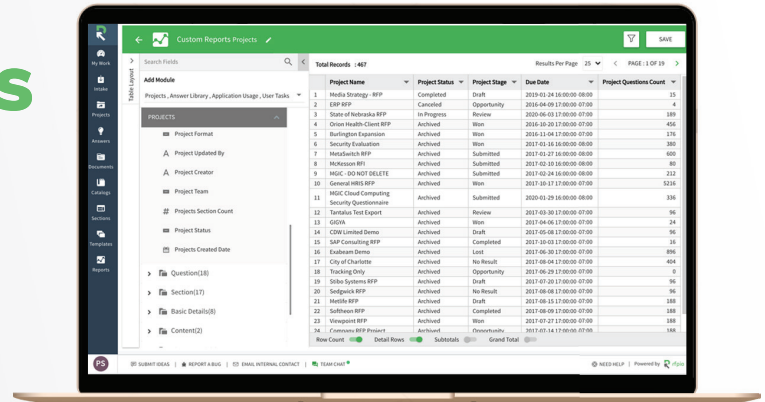 s
Custom Reports Projects
SAVE
My Work
Intake
Projects
Answers
Documents
Catalogs
Sections
Templates
Reports
PS
Table Layout
Search Fields
Add Module
Projects , Answer Library , Application Usage , User Tasks
PROJECTS
Project Format
A Project Updated By
A Project Creator
Project Team
# Projects Section Count
Project Status
Projects Created Date
Question(18)
Section(17)
Basic Details(8)
Content(2)
Total Records : 467
Results Per Page 25
PAGE : 1 OF 19
Project Name Project Status Project Stage Due Date Project Questions Count
1 Media Strategy - RFP Completed Draft 2019-01-24 16:00:00-08:00 15
2 ERP RFP Canceled Opportunity 2016-04-09 17:00:00-07:00 4
3 State of Nebraska RFP In Progress Review 2020-06-03 17:00:00-07:00 189
4 Orion Health-Client RFP Archived Won 2016-10-20 17:00:00-07:00 456
5 Burlington Expansion Archived Won 2016-11-04 17:00:00-07:00 176
6 Security Evaluation Archived Won 2017-01-16 16:00:00-08:00 380
7 MetaSwitch RFP Archived Submitted 2017-01-27 16:00:00-08:00 600
8 McKesson RFI Archived Submitted 2017-02-10 16:00:00-08:00 80
9 MGIC - DO NOT DELETE Archived Submitted 2017-02-24 16:00:00-08:00 212
10 General HRIS RFP Archived Won 2017-10-17 17:00:00-07:00 5216
11 MGIC Cloud Computing Security Questionnaire Archived Submitted 2020-01-29 16:00:00-08:00 336
12 Tantalus Test Export Archived Review 2017-03-30 17:00:00-07:00 96
13 GIGYA Archived Won 2017-04-06 17:00:00-07:00 24
14 CDW Limited Demo Archived Draft 2017-05-08 17:00:00-07:00 96
15 SAP Consulting RFP Archived Completed 2017-10-03 17:00:00-07:00 16
16 Exabeam Demo Archived Lost 2017-06-30 17:00:00-07:00 896
17 City of Charlotte Archived No Result 2017-08-04 17:00:00-07:00 404
18 Tracking Only Archived Opportunity 2017-06-29 17:00:00-07:00 0
19 Stibo Systems RFP Archived Draft 2017-07-20 17:00:00-07:00 96
20 Sedgwick RFP Archived No Result 2017-08-08 17:00:00-07:00 96
21 Metlife RFP Archived Draft 2017-08-15 17:00:00-07:00 188
22 Softheon RFP Archived Completed 2017-08-09 17:00:00-07:00 188
23 Viewpoint RFP Archived Won 2017-07-27 17:00:00-07:00 188
24 Company RFP Project Archived Opportunity 2017-07-14 17:00:00-07:00 188
Row Count Detail Rows Subtotals Grand Total
SUBMIT IDEAS | REPORT A BUG | EMAIL INTERNAL CONTACT | TEAM CHAT
NEED HELP | Powered by rfpio